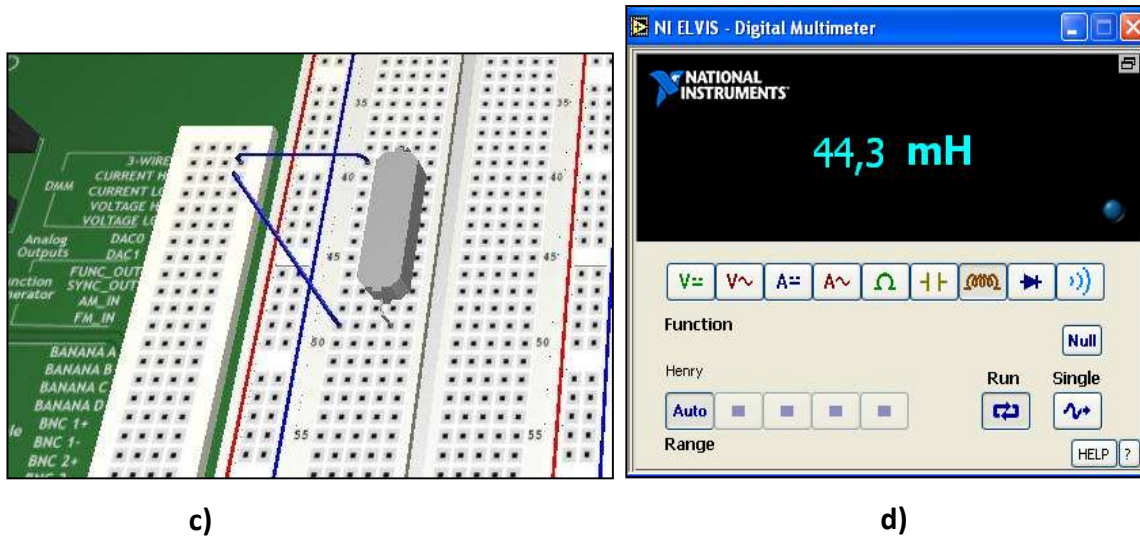 3-WIRE
CURRENT H
DMM
CURRENT LO
VOLTAGE H
VOLTAGE LO
Analog
Outputs
DAC0
DAC1
FUNC_OUT
SYNC_OUT
AM_IN
FM_IN
BANANA A
BANANA B
BANANA C
BANANA D
BNC 1+
BNC 1-
BNC 2+
35
35
40
40
45
45
50
50
55
55
c)
NI ELVIS - Digital Multimeter
NATIONAL
INSTRUMENTS
44,3 mH
V= V~ A= A~ Ω
Function
Null
Henry
Run Single
Auto
Range
HELP ?
d)